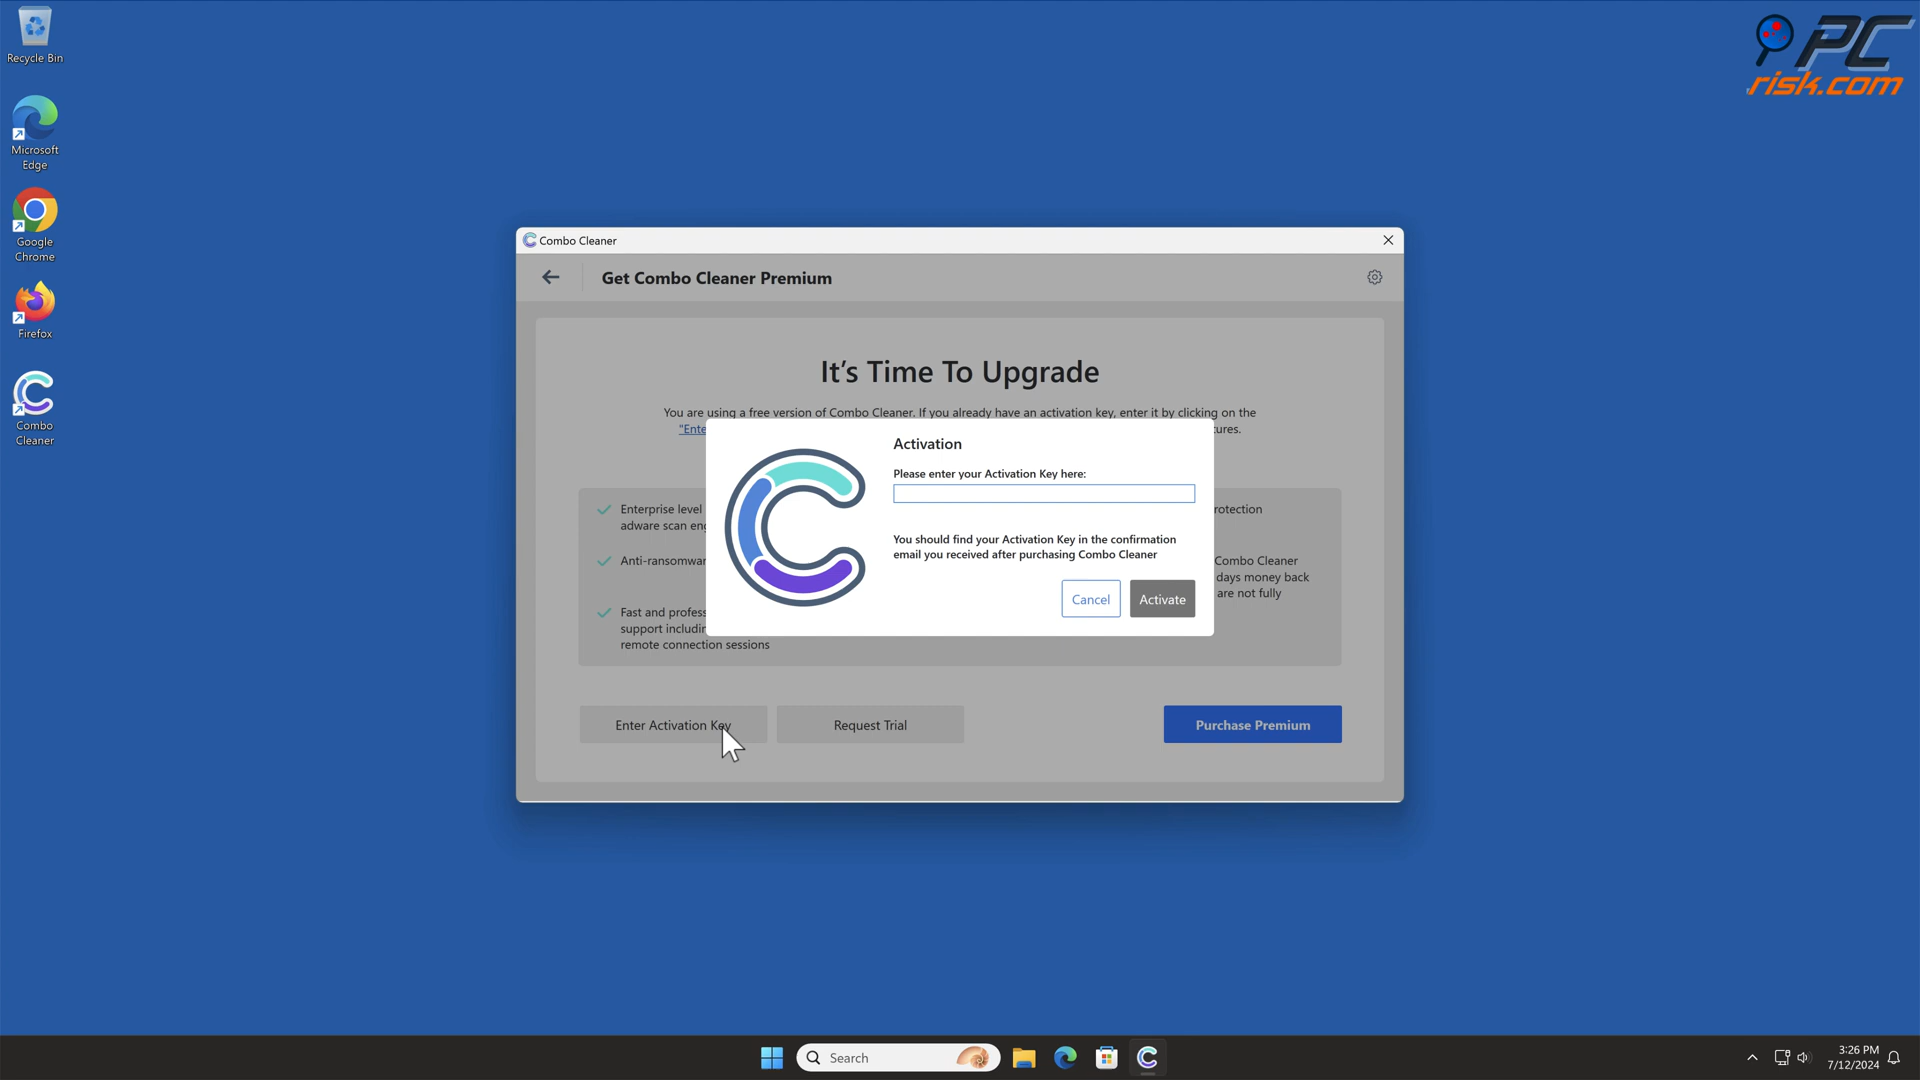 Recycle Bin
PC
risk.com
Microsoft
Edge
Google
Chrome
Firefox
Combo
Cleaner
Combo Cleaner
Get Combo Cleaner Premium
It's Time To Upgrade
You are using a free version of Combo Cleaner. If you already have an activation key, enter it by clicking on the
"Ente
tures.
Activation
Please enter your Activation Key here:
You should find your Activation Key in the confirmation
email you received after purchasing Combo Cleaner
Cancel
Activate
Enterprise level
adware scan eng
Anti-ransomwar
Fast and profess
support includin
remote connection sessions
rotection
Combo Cleaner
days money back
are not fully
Enter Activation Key
Request Trial
Purchase Premium
Search
3:26 PM
7/12/2024